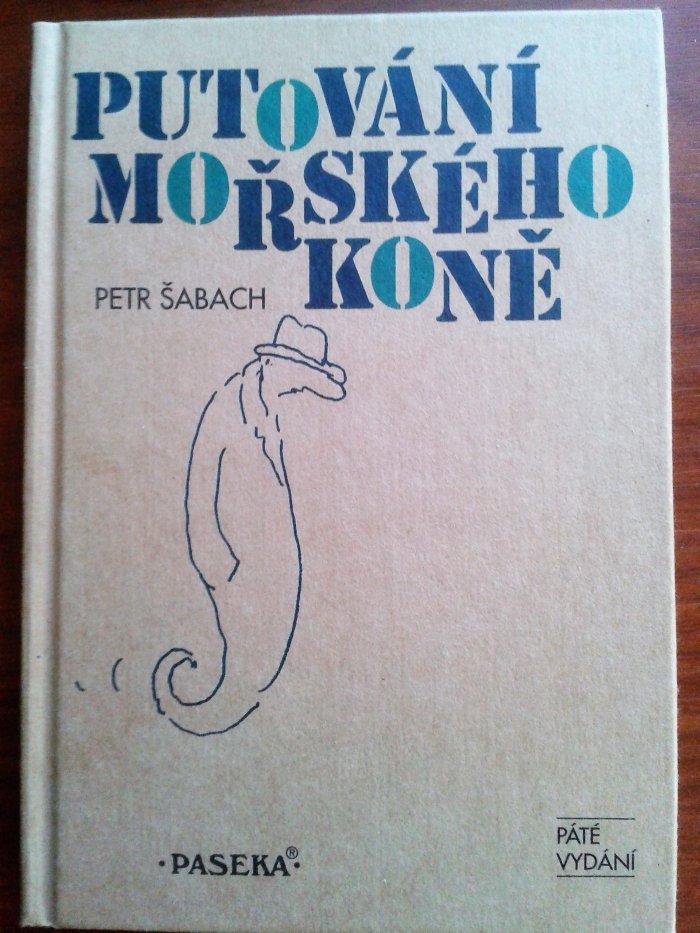 PUTOVÁNÍ
MOŘSKÉHO
KONĚ
PETR ŠABACH
·PASEKA®·
PÁTÉ
VYDÁNÍ